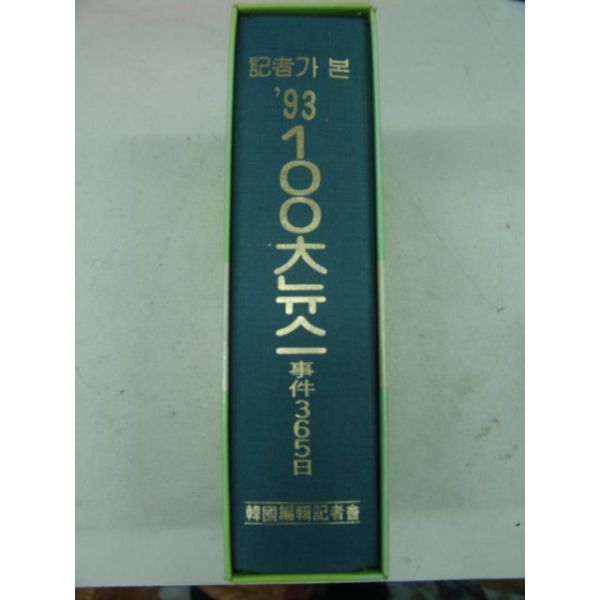 記者가 본
'93
100大뉴스
事件365日
韓國編輯記者會